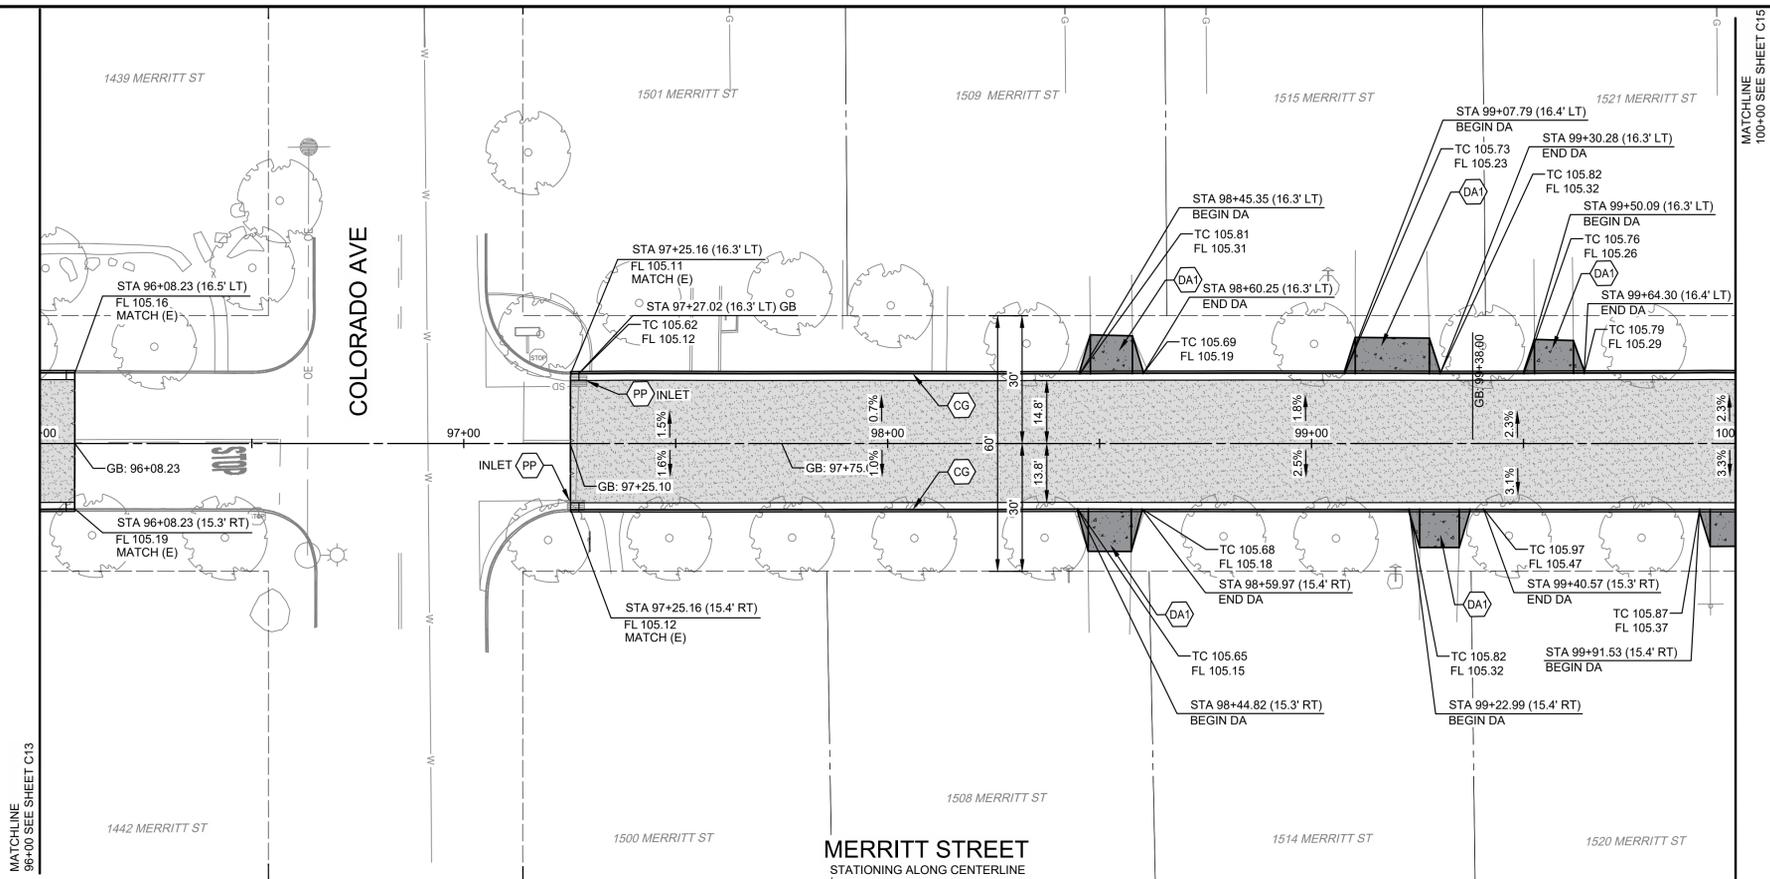 MATCHLINE
96+00 SEE SHEET C13
MATCHLINE
100+00 SEE SHEET C15
1439 MERRITT ST
1501 MERRITT ST
1509 MERRITT ST
1515 MERRITT ST
1521 MERRITT ST
G
G
G
G
W
W
W
W
W
W
OE
OE
COLORADO AVE
STA 96+08.23 (16.5' LT)
FL 105.16
MATCH (E)
STA 97+25.16 (16.3' LT)
FL 105.11
MATCH (E)
STA 97+27.02 (16.3' LT) GB
TC 105.62
FL 105.12
STOP
SD
PP INLET
INLET PP
STA 98+45.35 (16.3' LT)
BEGIN DA
TC 105.81
FL 105.31
DA1
STA 98+60.25 (16.3' LT)
END DA
TC 105.69
FL 105.19
STA 99+07.79 (16.4' LT)
BEGIN DA
TC 105.73
FL 105.23
DA1
STA 99+30.28 (16.3' LT)
END DA
TC 105.82
FL 105.32
STA 99+50.09 (16.3' LT)
BEGIN DA
TC 105.76
FL 105.26
DA1
STA 99+64.30 (16.4' LT)
END DA
TC 105.79
FL 105.29
GB: 99+38.00
CG
CG
30'
60'
30'
14.8'
13.8'
1.5%
1.6%
0.7%
1.0%
1.8%
2.5%
2.3%
3.1%
2.3%
3.3%
+00
97+00
98+00
99+00
100
STOP
GB: 96+08.23
GB: 97+25.10
GB: 97+75.0
STA 96+08.23 (15.3' RT)
FL 105.19
MATCH (E)
STA 97+25.16 (15.4' RT)
FL 105.12
MATCH (E)
TC 105.68
FL 105.18
STA 98+59.97 (15.4' RT)
END DA
DA1
TC 105.65
FL 105.15
STA 98+44.82 (15.3' RT)
BEGIN DA
TC 105.97
FL 105.47
STA 99+40.57 (15.3' RT)
END DA
DA1
TC 105.82
FL 105.32
STA 99+22.99 (15.4' RT)
BEGIN DA
TC 105.87
FL 105.37
STA 99+91.53 (15.4' RT)
BEGIN DA
1442 MERRITT ST
1500 MERRITT ST
1508 MERRITT ST
1514 MERRITT ST
1520 MERRITT ST
MERRITT STREET
STATIONING ALONG CENTERLINE